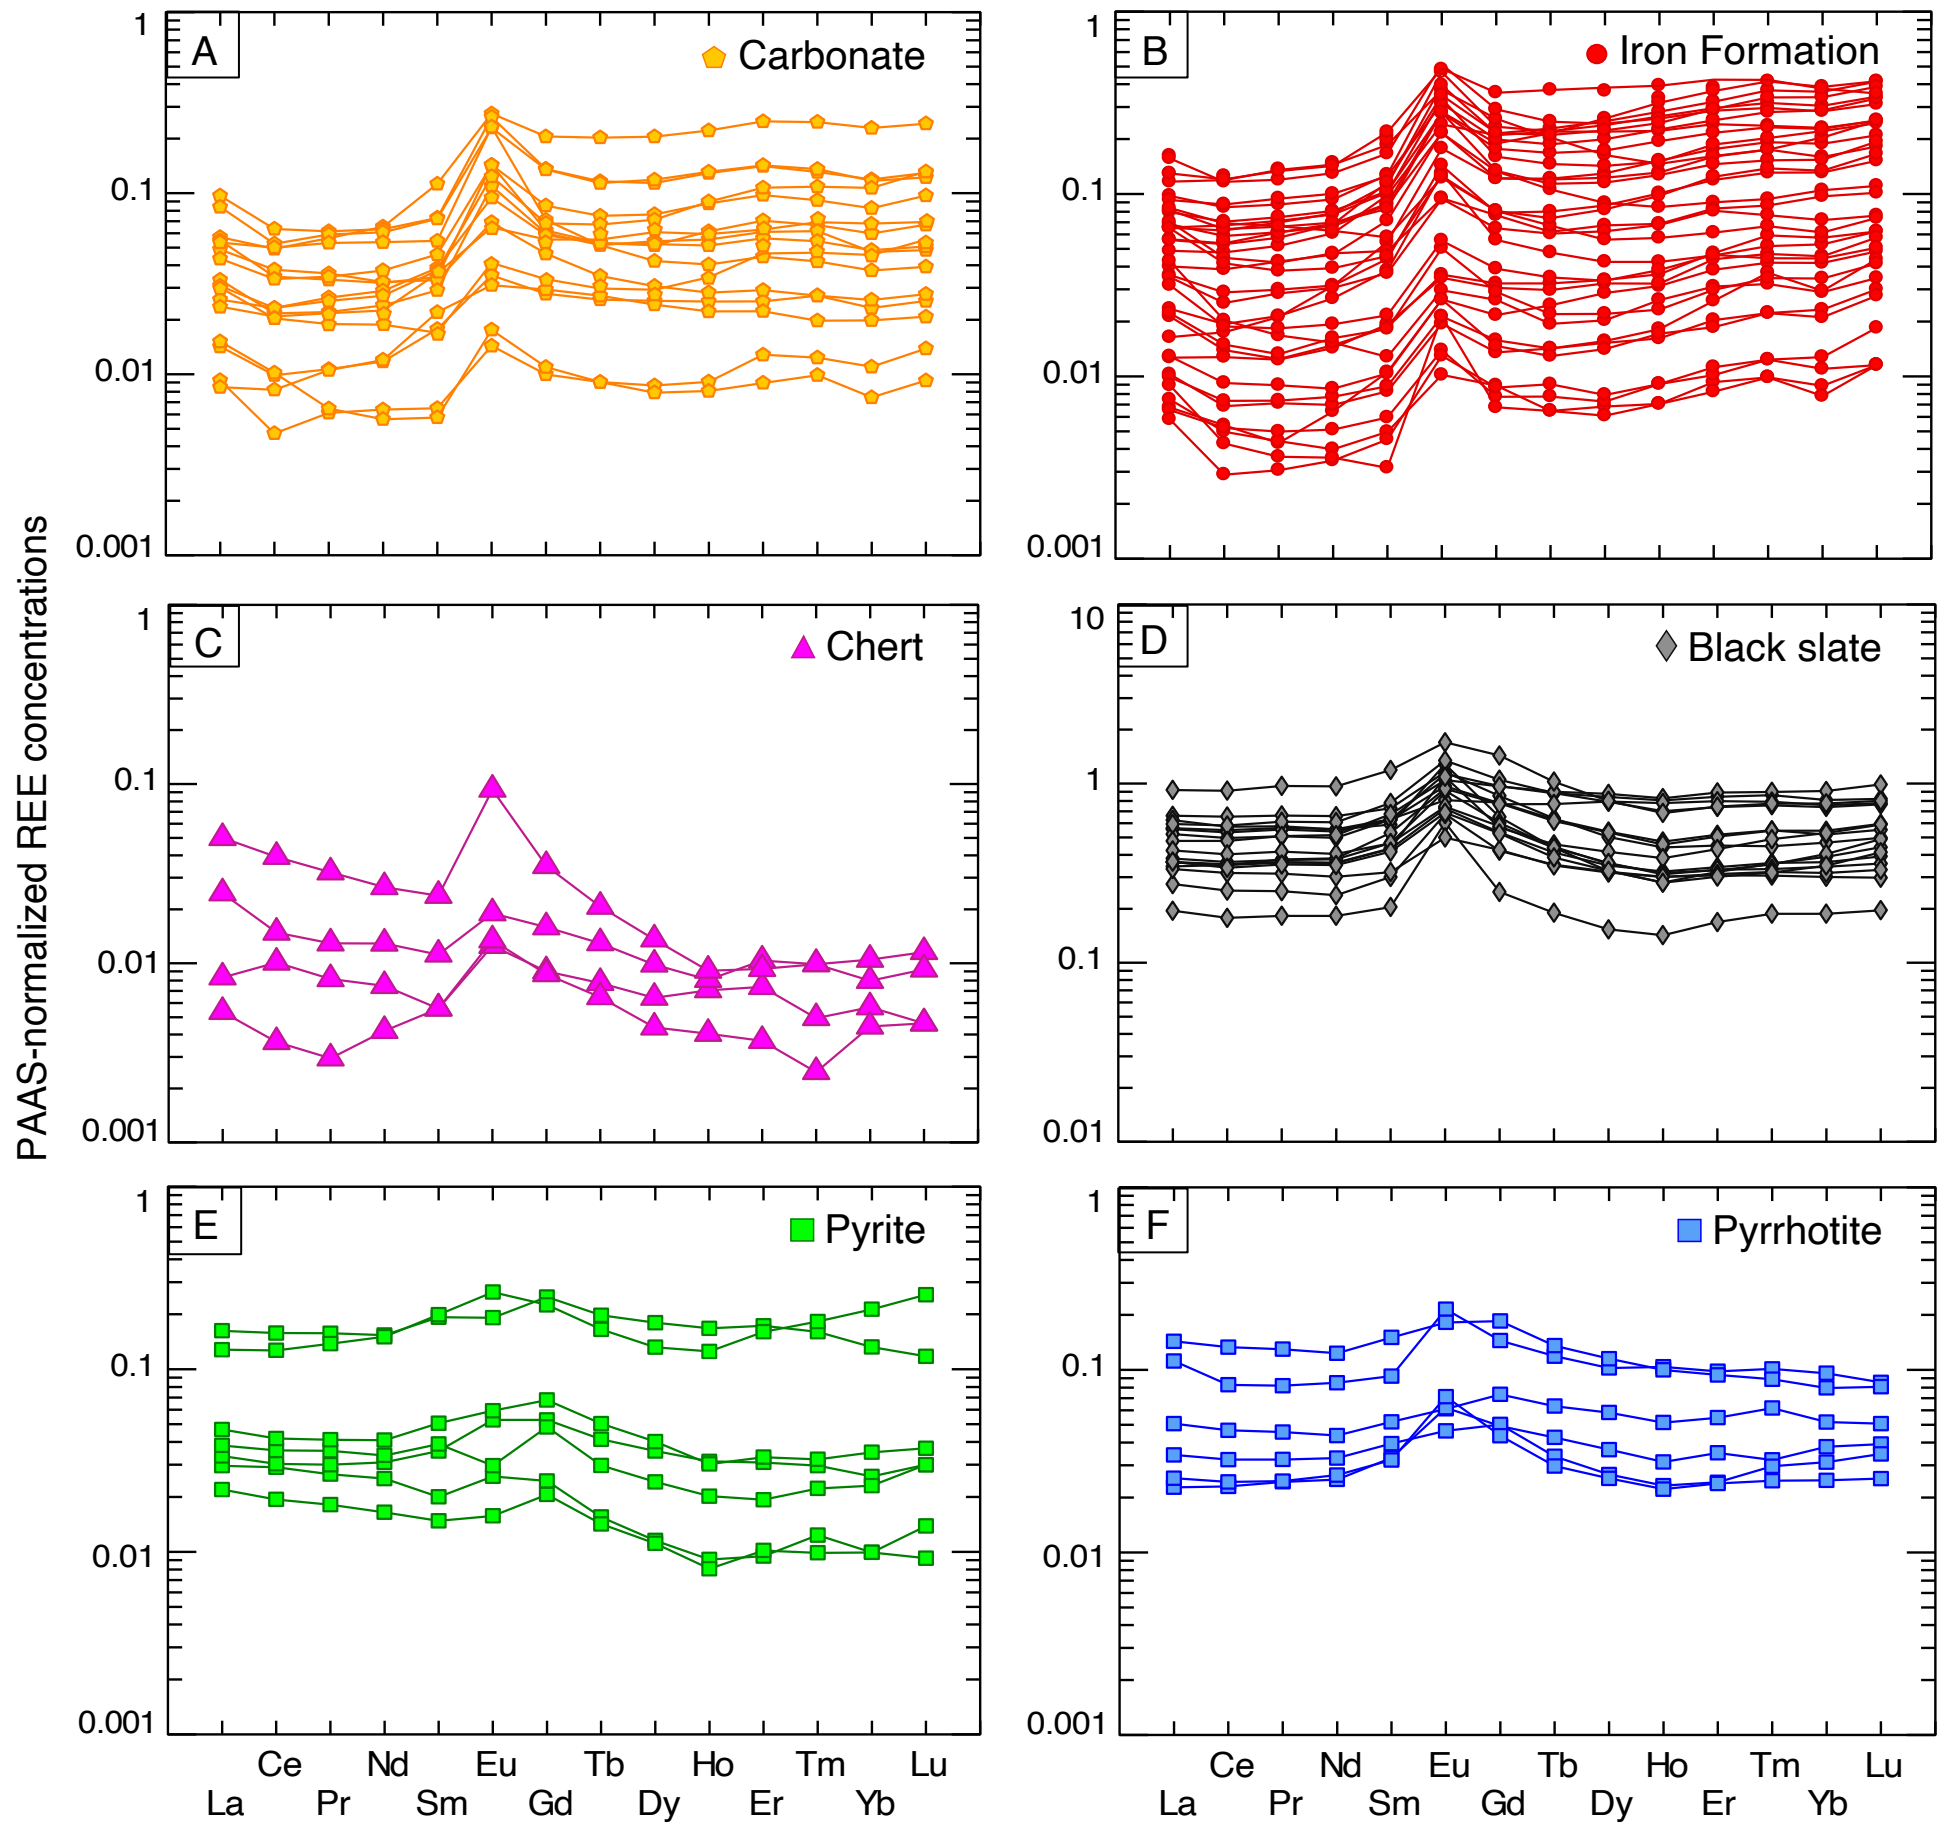 PAAS-normalized REE concentrations
A
Carbonate
1
0.1
0.01
0.001
B
Iron Formation
1
0.1
0.01
0.001
C
Chert
1
0.1
0.01
0.001
D
Black slate
10
1
0.1
0.01
E
Pyrite
1
0.1
0.01
0.001
F
Pyrrhotite
1
0.1
0.01
0.001
La Ce Pr Nd Sm Eu Gd Tb Dy Ho Er Tm Yb Lu
La Ce Pr Nd Sm Eu Gd Tb Dy Ho Er Tm Yb Lu